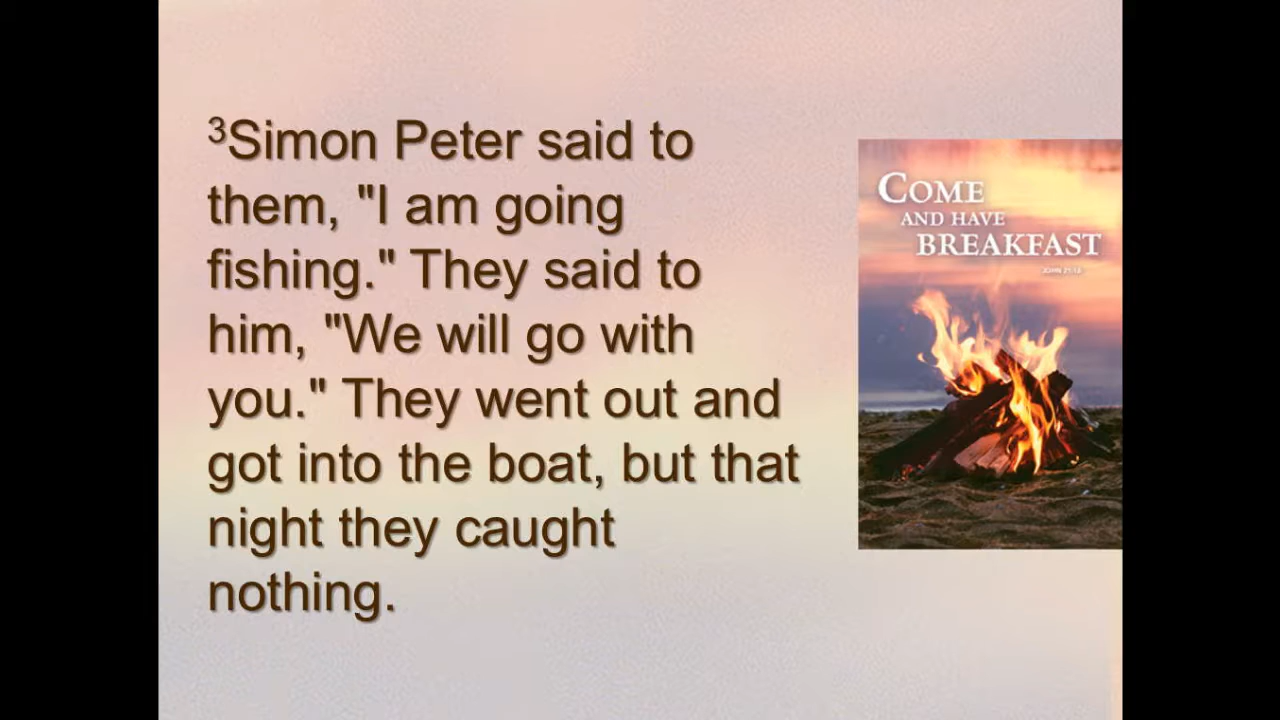 ³Simon Peter said to
them, "I am going
fishing." They said to
him, "We will go with
you." They went out and
got into the boat, but that
night they caught
nothing.
COME
AND HAVE
BREAKFAST